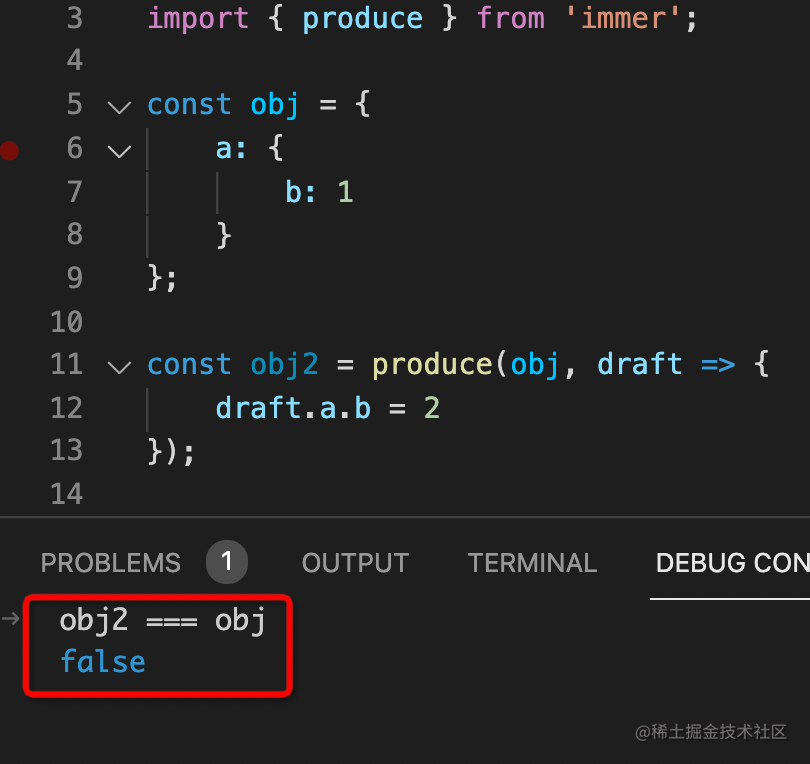 3 import { produce } from 'immer';
4
5 const obj = {
6 a: {
7 b: 1
8 }
9 };
10
11 const obj2 = produce(obj, draft => {
12 draft.a.b = 2
13 });
14
PROBLEMS 1 OUTPUT TERMINAL DEBUG CON
→ obj2 === obj
false
@稀土掘金技术社区